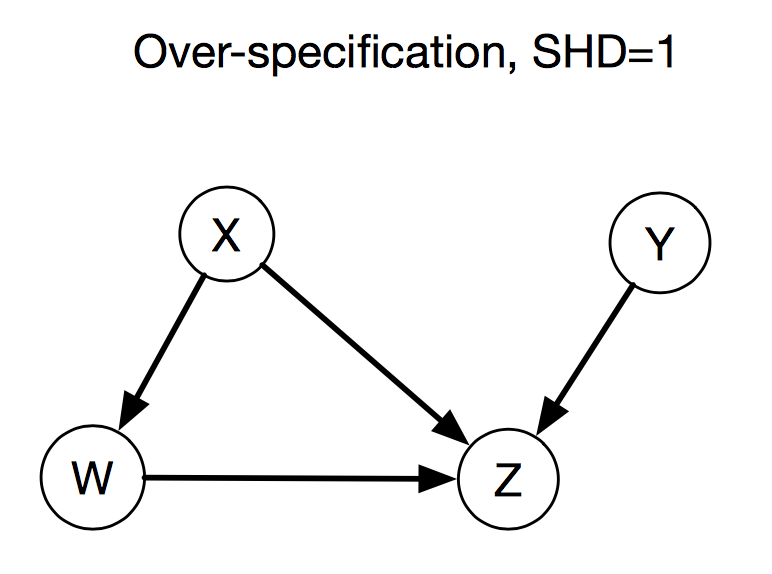 Over-specification, SHD=1
X
Y
W
Z